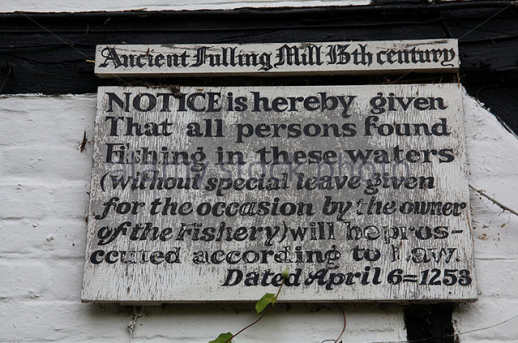 Ancient Fulling Mill 13th century
NOTICE is hereby given
That all persons found
Fishing in these waters
(without special leave given
for the occasion by the owner
of the Fishery) will be pros-
ecuted according to Law.
Dated April 6=1253